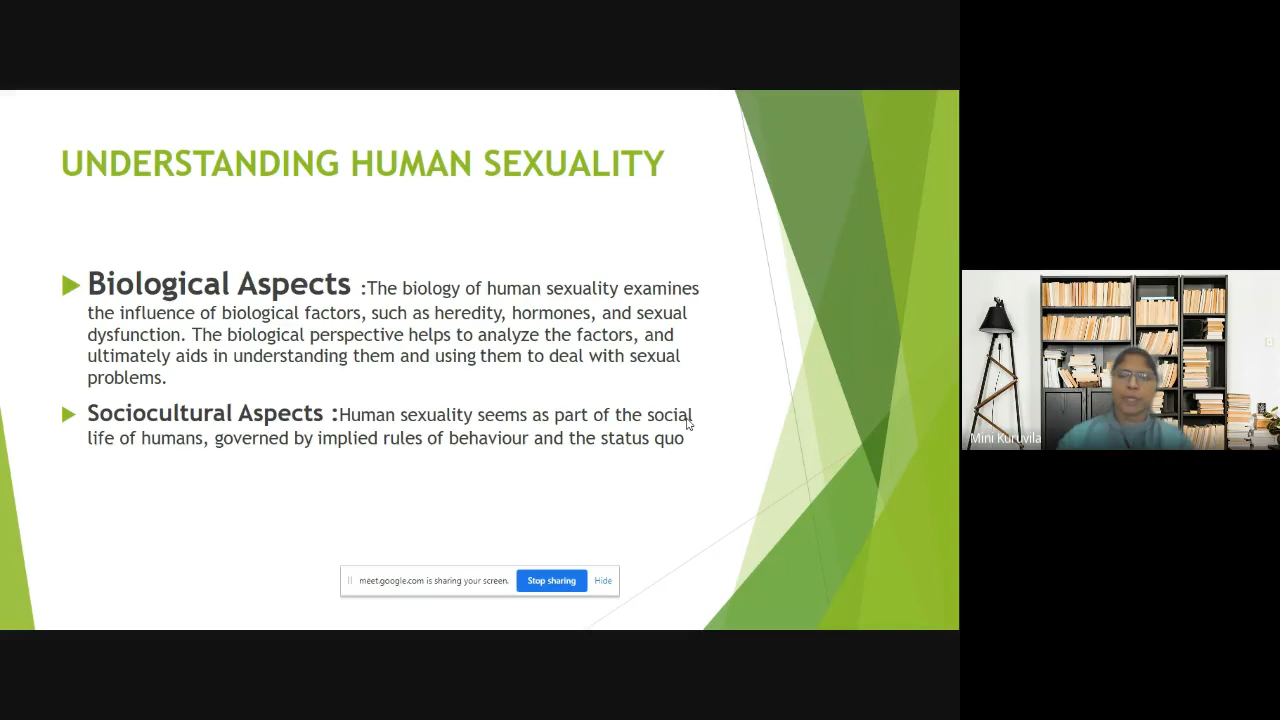 UNDERSTANDING HUMAN SEXUALITY
Biological Aspects :The biology of human sexuality examines
the influence of biological factors, such as heredity, hormones, and sexual
dysfunction. The biological perspective helps to analyze the factors, and
ultimately aids in understanding them and using them to deal with sexual
problems.
Sociocultural Aspects :Human sexuality seems as part of the social
life of humans, governed by implied rules of behaviour and the status quo
meet.google.com is sharing your screen. Stop sharing Hide
Mini Kuruvila